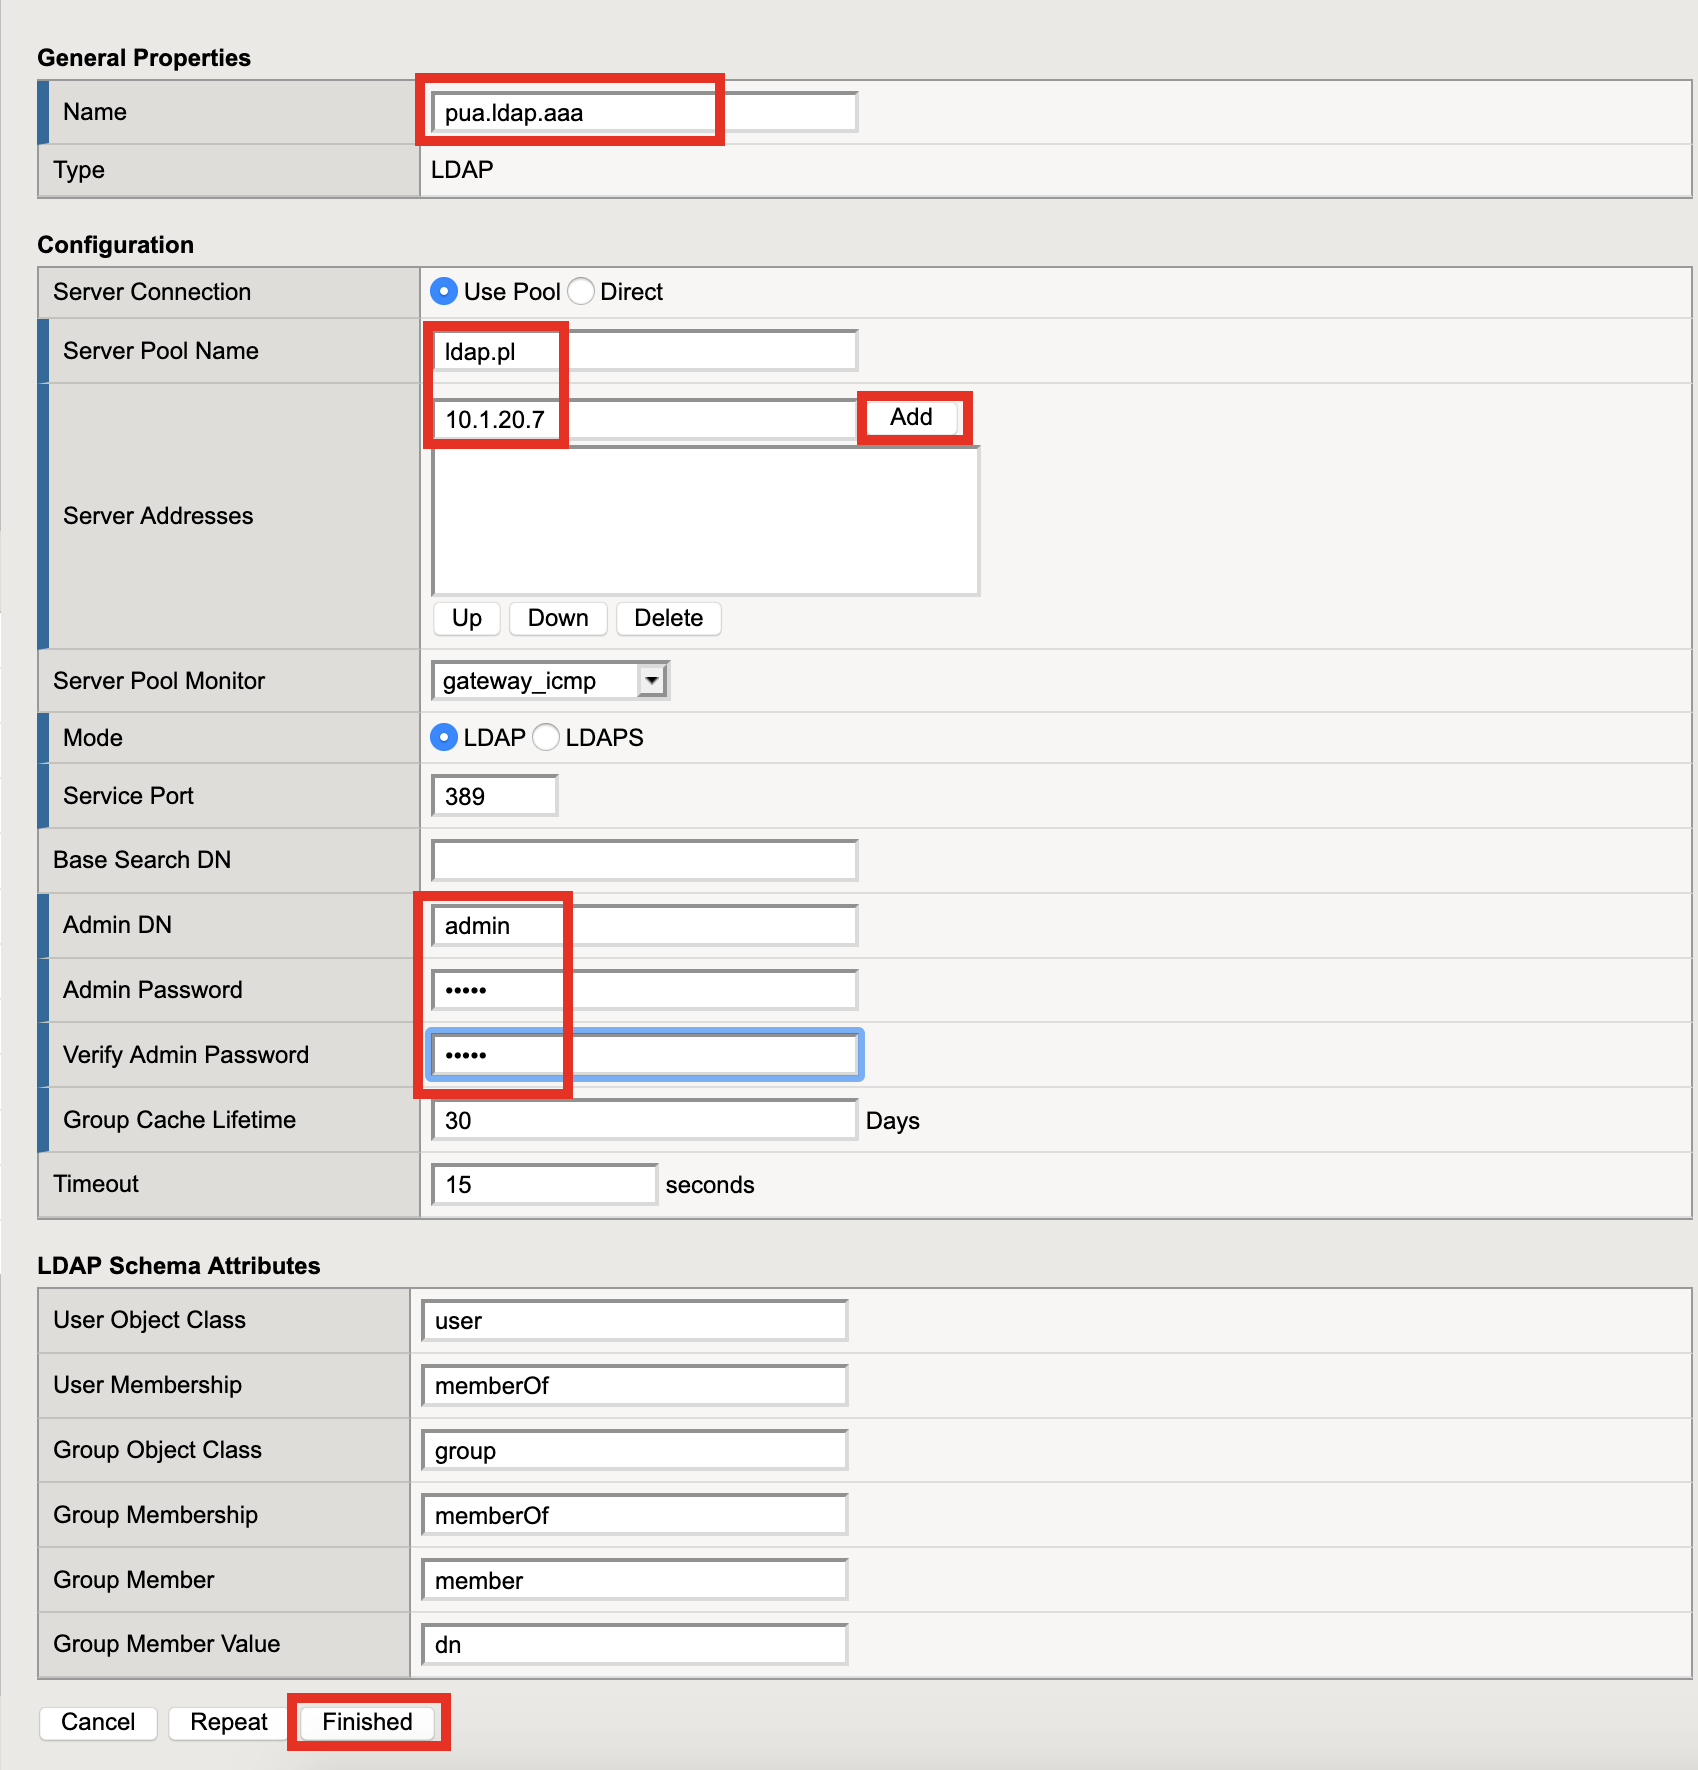 General Properties
Name pua.ldap.aaa
Type LDAP
Configuration
Server Connection Use Pool Direct
Server Pool Name ldap.pl
10.1.20.7 Add
Server Addresses
Up Down Delete
Server Pool Monitor gateway_icmp
Mode LDAP LDAPS
Service Port 389
Base Search DN
Admin DN admin
Admin Password •••••
Verify Admin Password •••••
Group Cache Lifetime 30 Days
Timeout 15 seconds
LDAP Schema Attributes
User Object Class user
User Membership memberOf
Group Object Class group
Group Membership memberOf
Group Member member
Group Member Value dn
Cancel Repeat Finished